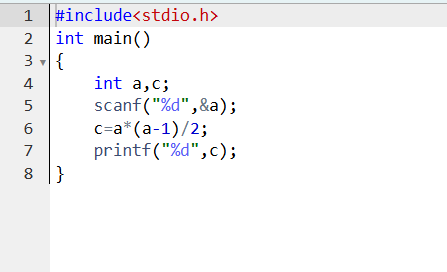 1 #include<stdio.h>
2 int main()
3 {
4 int a,c;
5 scanf("%d",&a);
6 c=a*(a-1)/2;
7 printf("%d",c);
8 }